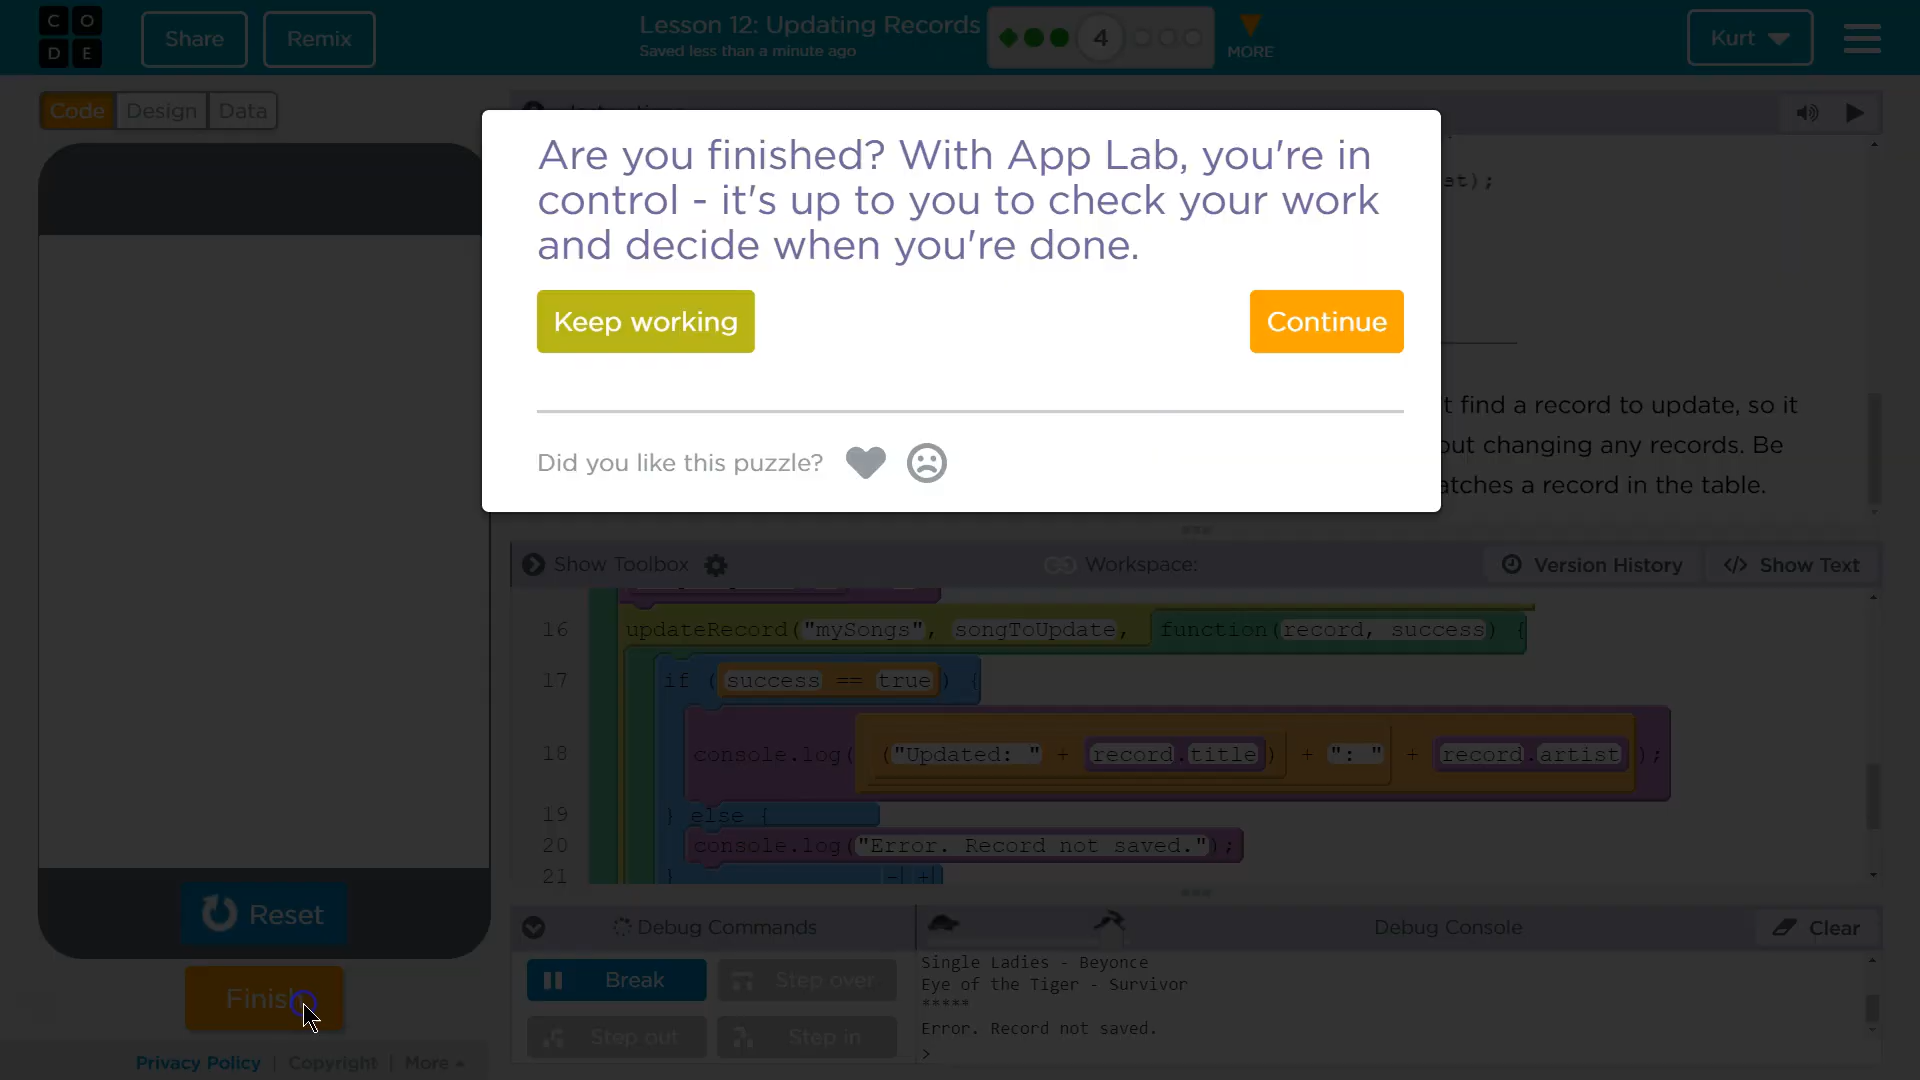 C O
D E
Share
Remix
Lesson 12: Updating Records
Saved less than a minute ago
4
MORE
Kurt
Code
Design
Data
Are you finished? With App Lab, you're in
control - it's up to you to check your work
and decide when you're done.
Keep working
Continue
Did you like this puzzle?
at);
t find a record to update, so it
out changing any records. Be
atches a record in the table.
Show Toolbox
Workspace:
Version History
</> Show Text
16 updateRecord("mySongs", songToUpdate, function(record, success) {
17 if (success == true) {
18 console.log(("Updated: " + record.title) + ": " + record.artist);
19 } else {
20 console.log("Error. Record not saved.");
21 } - +
Reset
Finish
Debug Commands
Debug Console
Clear
Break
Step over
Step out
Step in
Single Ladies - Beyonce
Eye of the Tiger - Survivor
*****
Error. Record not saved.
>
Privacy Policy | Copyright | More